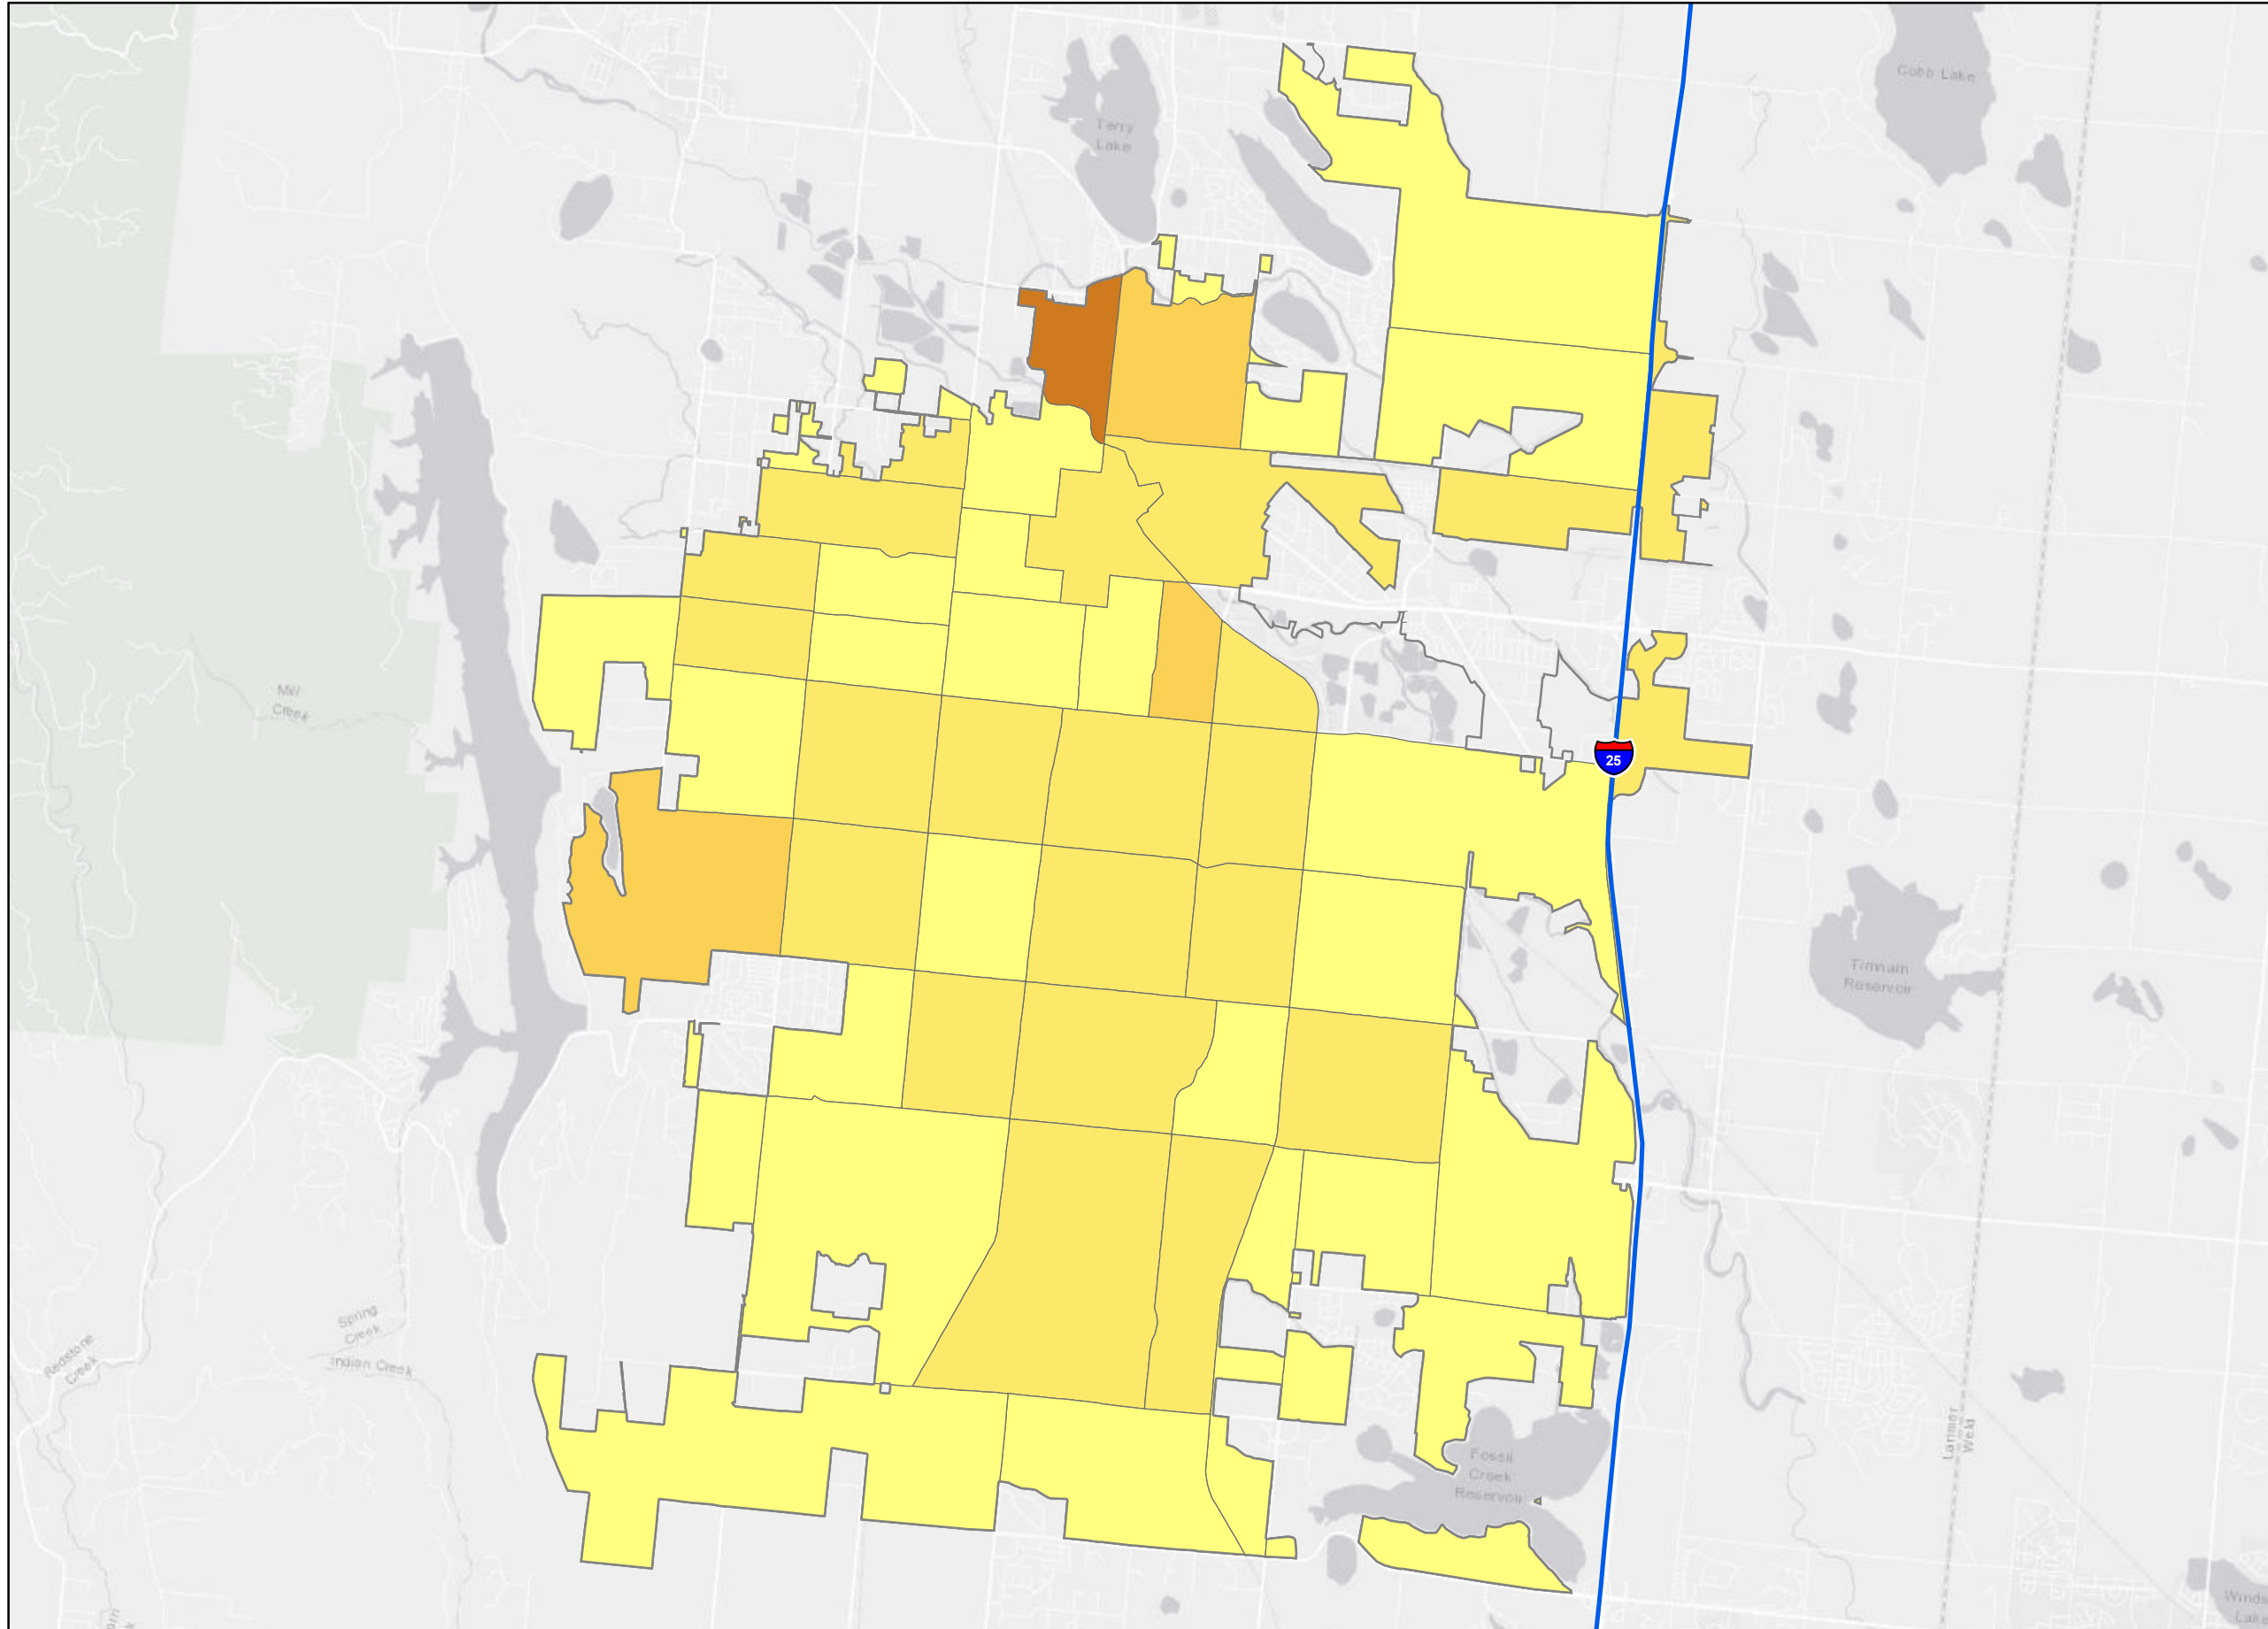 Cobb Lake
Terry
Lake
Mill
Creek
25
Timnath
Reservoir
Spring
Creek
Redstone
Creek
Indian Creek
Larimer
Weld
Fossil
Creek
Reservoir
Lake